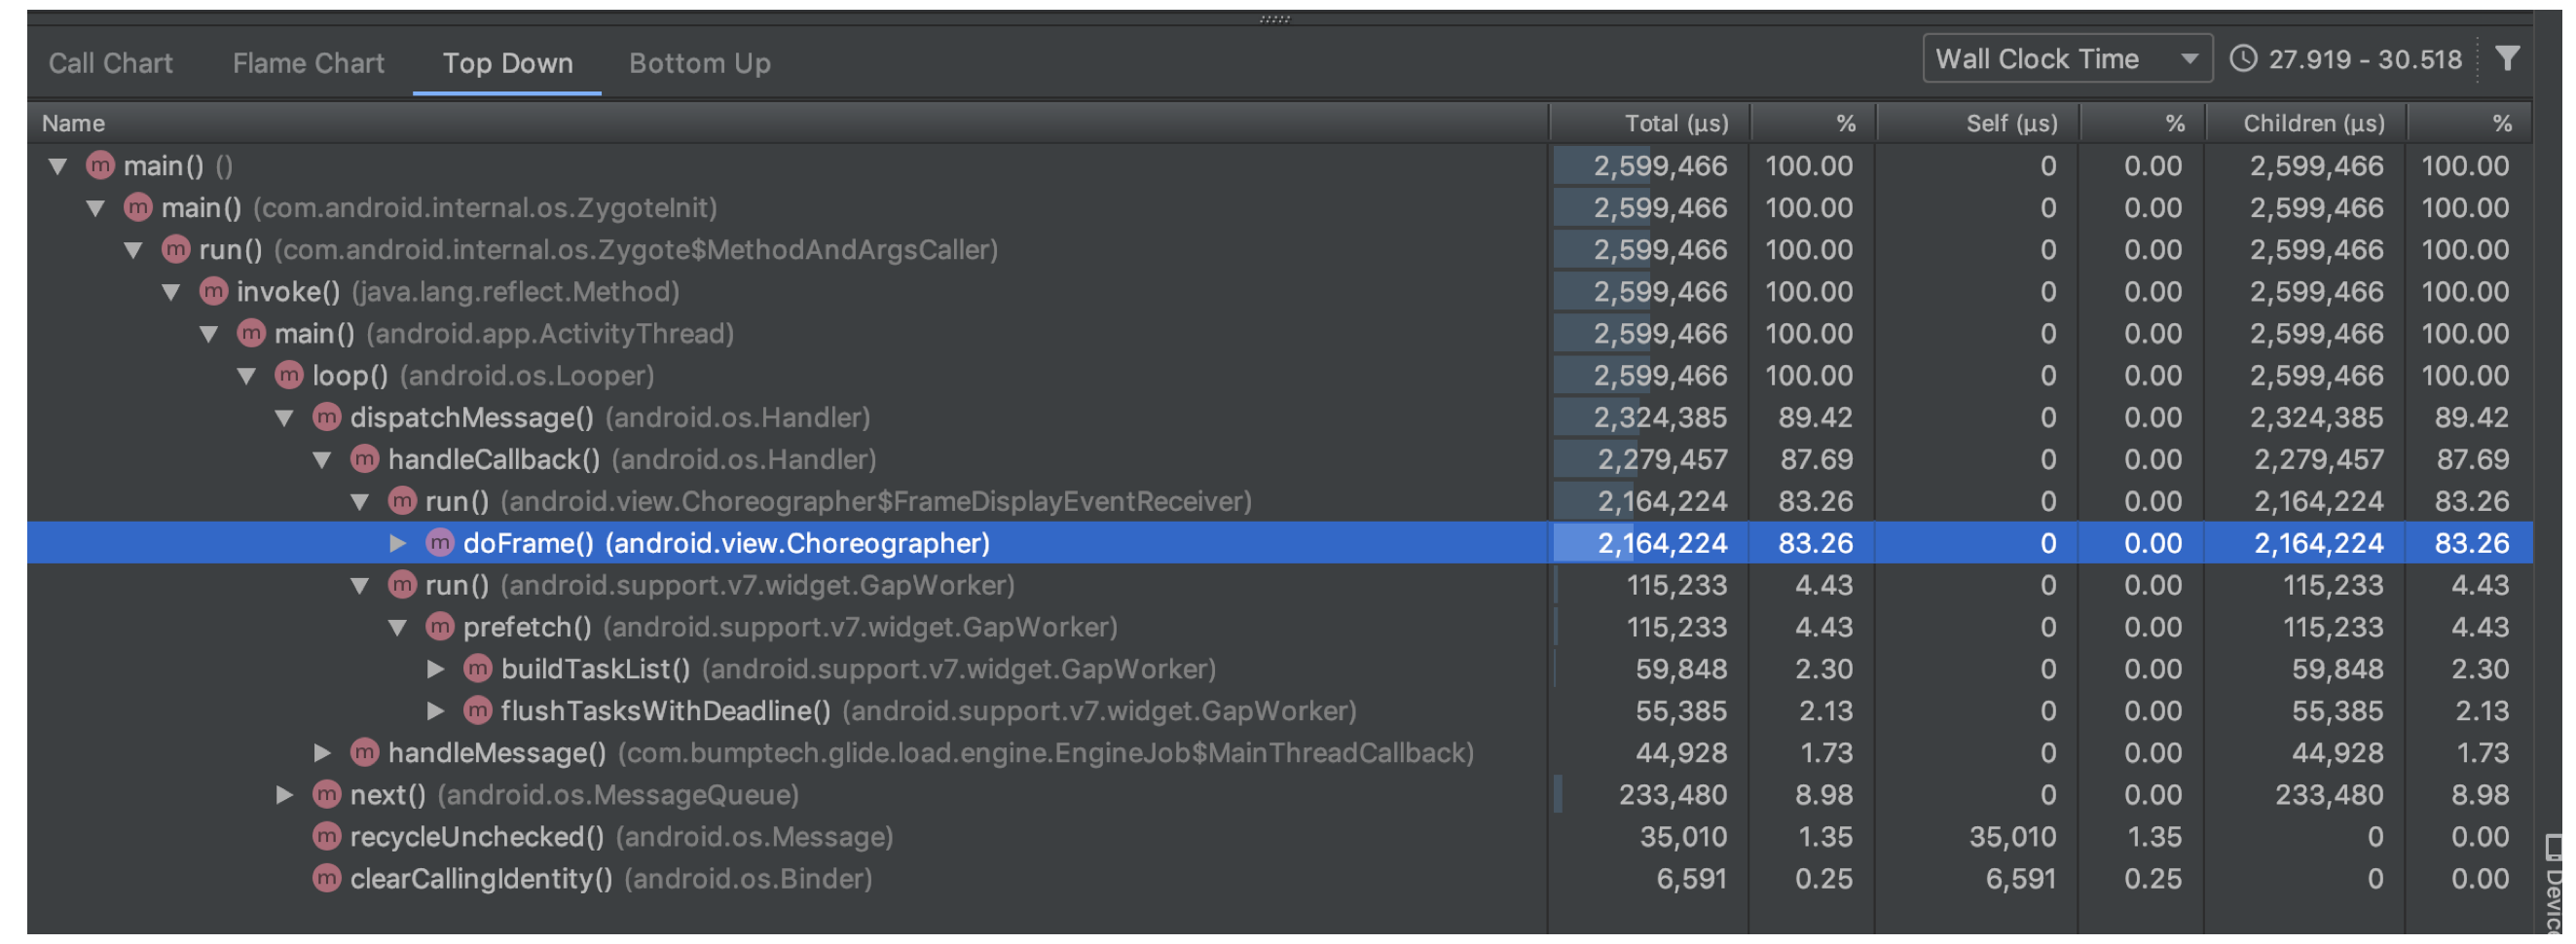 Call Chart Flame Chart Top Down Bottom Up Wall Clock Time 27.919 - 30.518
Name Total (μs) % Self (μs) % Children (μs) %
m main() () 2,599,466 100.00 0 0.00 2,599,466 100.00
m main() (com.android.internal.os.ZygoteInit) 2,599,466 100.00 0 0.00 2,599,466 100.00
m run() (com.android.internal.os.Zygote$MethodAndArgsCaller) 2,599,466 100.00 0 0.00 2,599,466 100.00
m invoke() (java.lang.reflect.Method) 2,599,466 100.00 0 0.00 2,599,466 100.00
m main() (android.app.ActivityThread) 2,599,466 100.00 0 0.00 2,599,466 100.00
m loop() (android.os.Looper) 2,599,466 100.00 0 0.00 2,599,466 100.00
m dispatchMessage() (android.os.Handler) 2,324,385 89.42 0 0.00 2,324,385 89.42
m handleCallback() (android.os.Handler) 2,279,457 87.69 0 0.00 2,279,457 87.69
m run() (android.view.Choreographer$FrameDisplayEventReceiver) 2,164,224 83.26 0 0.00 2,164,224 83.26
m doFrame() (android.view.Choreographer) 2,164,224 83.26 0 0.00 2,164,224 83.26
m run() (android.support.v7.widget.GapWorker) 115,233 4.43 0 0.00 115,233 4.43
m prefetch() (android.support.v7.widget.GapWorker) 115,233 4.43 0 0.00 115,233 4.43
m buildTaskList() (android.support.v7.widget.GapWorker) 59,848 2.30 0 0.00 59,848 2.30
m flushTasksWithDeadline() (android.support.v7.widget.GapWorker) 55,385 2.13 0 0.00 55,385 2.13
m handleMessage() (com.bumptech.glide.load.engine.EngineJob$MainThreadCallback) 44,928 1.73 0 0.00 44,928 1.73
m next() (android.os.MessageQueue) 233,480 8.98 0 0.00 233,480 8.98
m recycleUnchecked() (android.os.Message) 35,010 1.35 35,010 1.35 0 0.00
m clearCallingIdentity() (android.os.Binder) 6,591 0.25 6,591 0.25 0 0.00